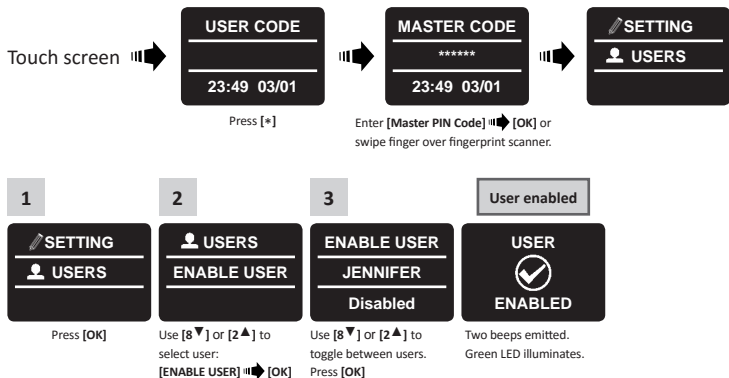 Touch screen
USER CODE
23:49 03/01
Press [*]
MASTER CODE
******
23:49 03/01
Enter [Master PIN Code] [OK] or
swipe finger over fingerprint scanner.
SETTING
USERS
1
SETTING
USERS
Press [OK]
2
USERS
ENABLE USER
Use [8▼] or [2▲] to
select user:
[ENABLE USER] [OK]
3
ENABLE USER
JENNIFER
Disabled
Use [8▼] or [2▲] to
toggle between users.
Press [OK]
User enabled
USER
ENABLED
Two beeps emitted.
Green LED illuminates.